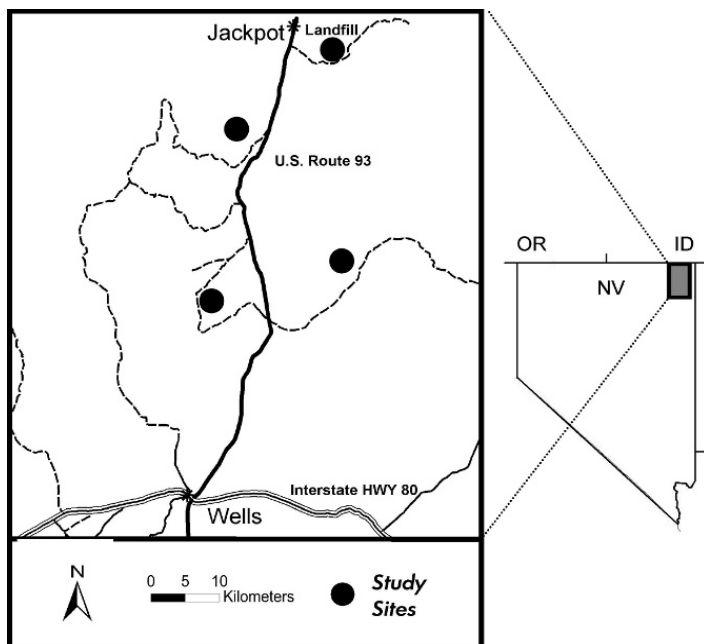 Jackpot
Landfill
U.S. Route 93
OR
ID
NV
Interstate HWY 80
Wells
N
0 5 10
Kilometers
Study
Sites